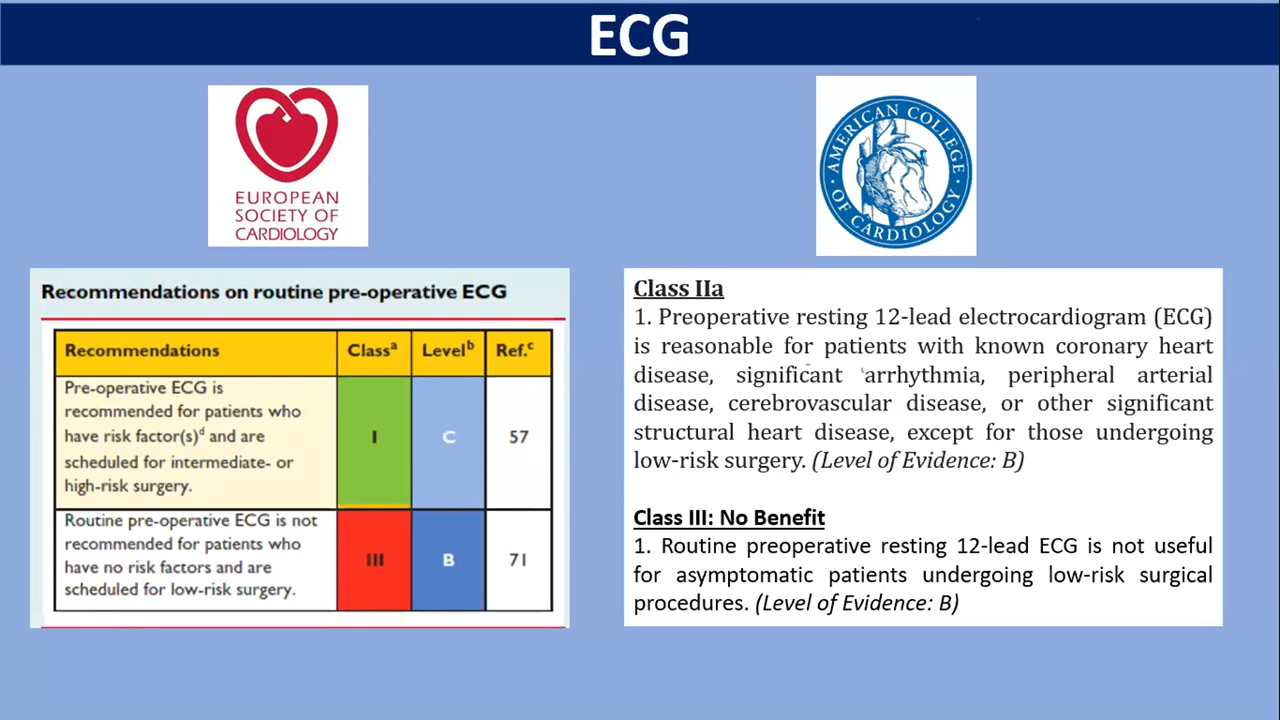 ECG
EUROPEAN
SOCIETY OF
CARDIOLOGY
AMERICAN COLLEGE
OF CARDIOLOGY
Recommendations on routine pre-operative ECG
Recommendations Classᵃ Levelᵇ Ref.ᶜ
Pre-operative ECG is
recommended for patients who
have risk factor(s)ᵈ and are
scheduled for intermediate- or
high-risk surgery.
I C 57
Routine pre-operative ECG is not
recommended for patients who
have no risk factors and are
scheduled for low-risk surgery.
III B 71
Class IIa
1. Preoperative resting 12-lead electrocardiogram (ECG)
is reasonable for patients with known coronary heart
disease, significant arrhythmia, peripheral arterial
disease, cerebrovascular disease, or other significant
structural heart disease, except for those undergoing
low-risk surgery. (Level of Evidence: B)
Class III: No Benefit
1. Routine preoperative resting 12-lead ECG is not useful
for asymptomatic patients undergoing low-risk surgical
procedures. (Level of Evidence: B)